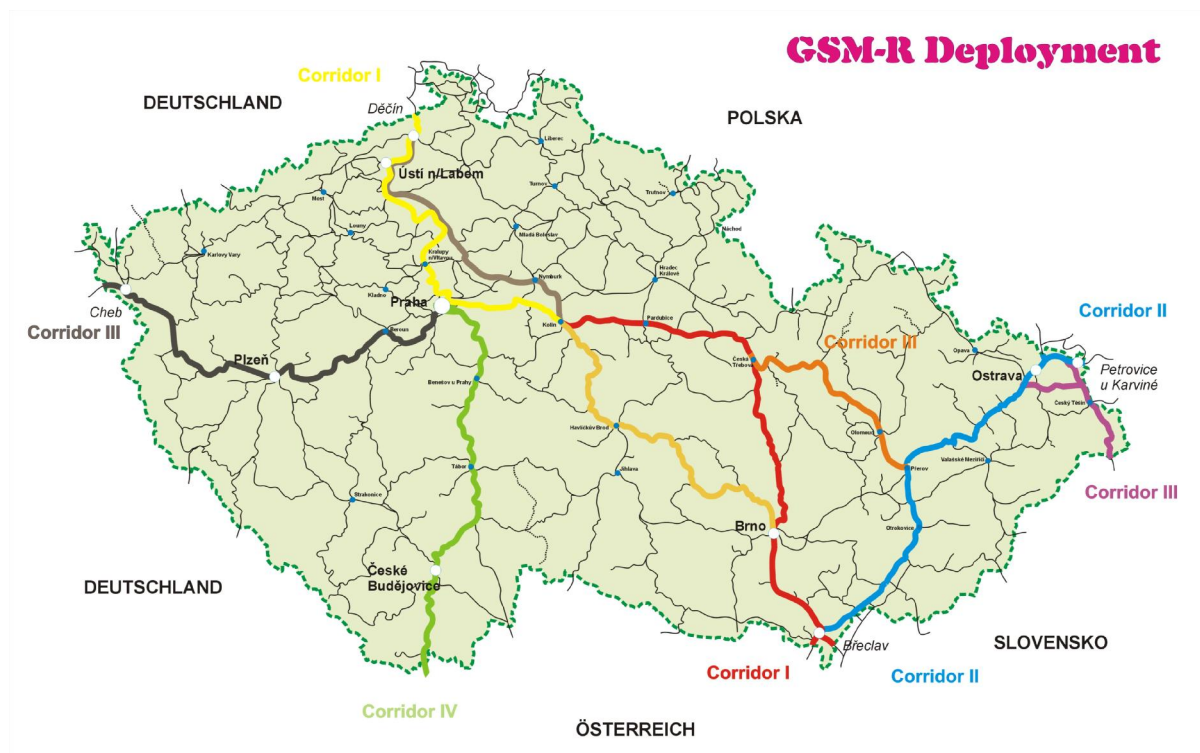 GSM-R Deployment
Corridor I
DEUTSCHLAND
Děčín
POLSKA
Liberec
Ústí n/Labem
Turnov
Trutnov
Most
Louny
Mladá Boleslav
Náchod
Karlovy Vary
Kralupy
n/Vltavou
Hradec
Králové
Nymburk
Kladno
Praha
Cheb
Corridor III
Beroun
Kolín
Pardubice
Corridor II
Corridor III
Česká
Třebová
Opava
Ostrava
Petrovice
u Karviné
Plzeň
Benešov u Prahy
Český Těšín
Havlíčkův Brod
Olomouc
Valašské Meziříčí
Přerov
Tábor
Jihlava
Corridor III
Strakonice
Brno
Otrokovice
České
Budějovice
DEUTSCHLAND
SLOVENSKO
Břeclav
Corridor I
Corridor II
Corridor IV
ÖSTERREICH